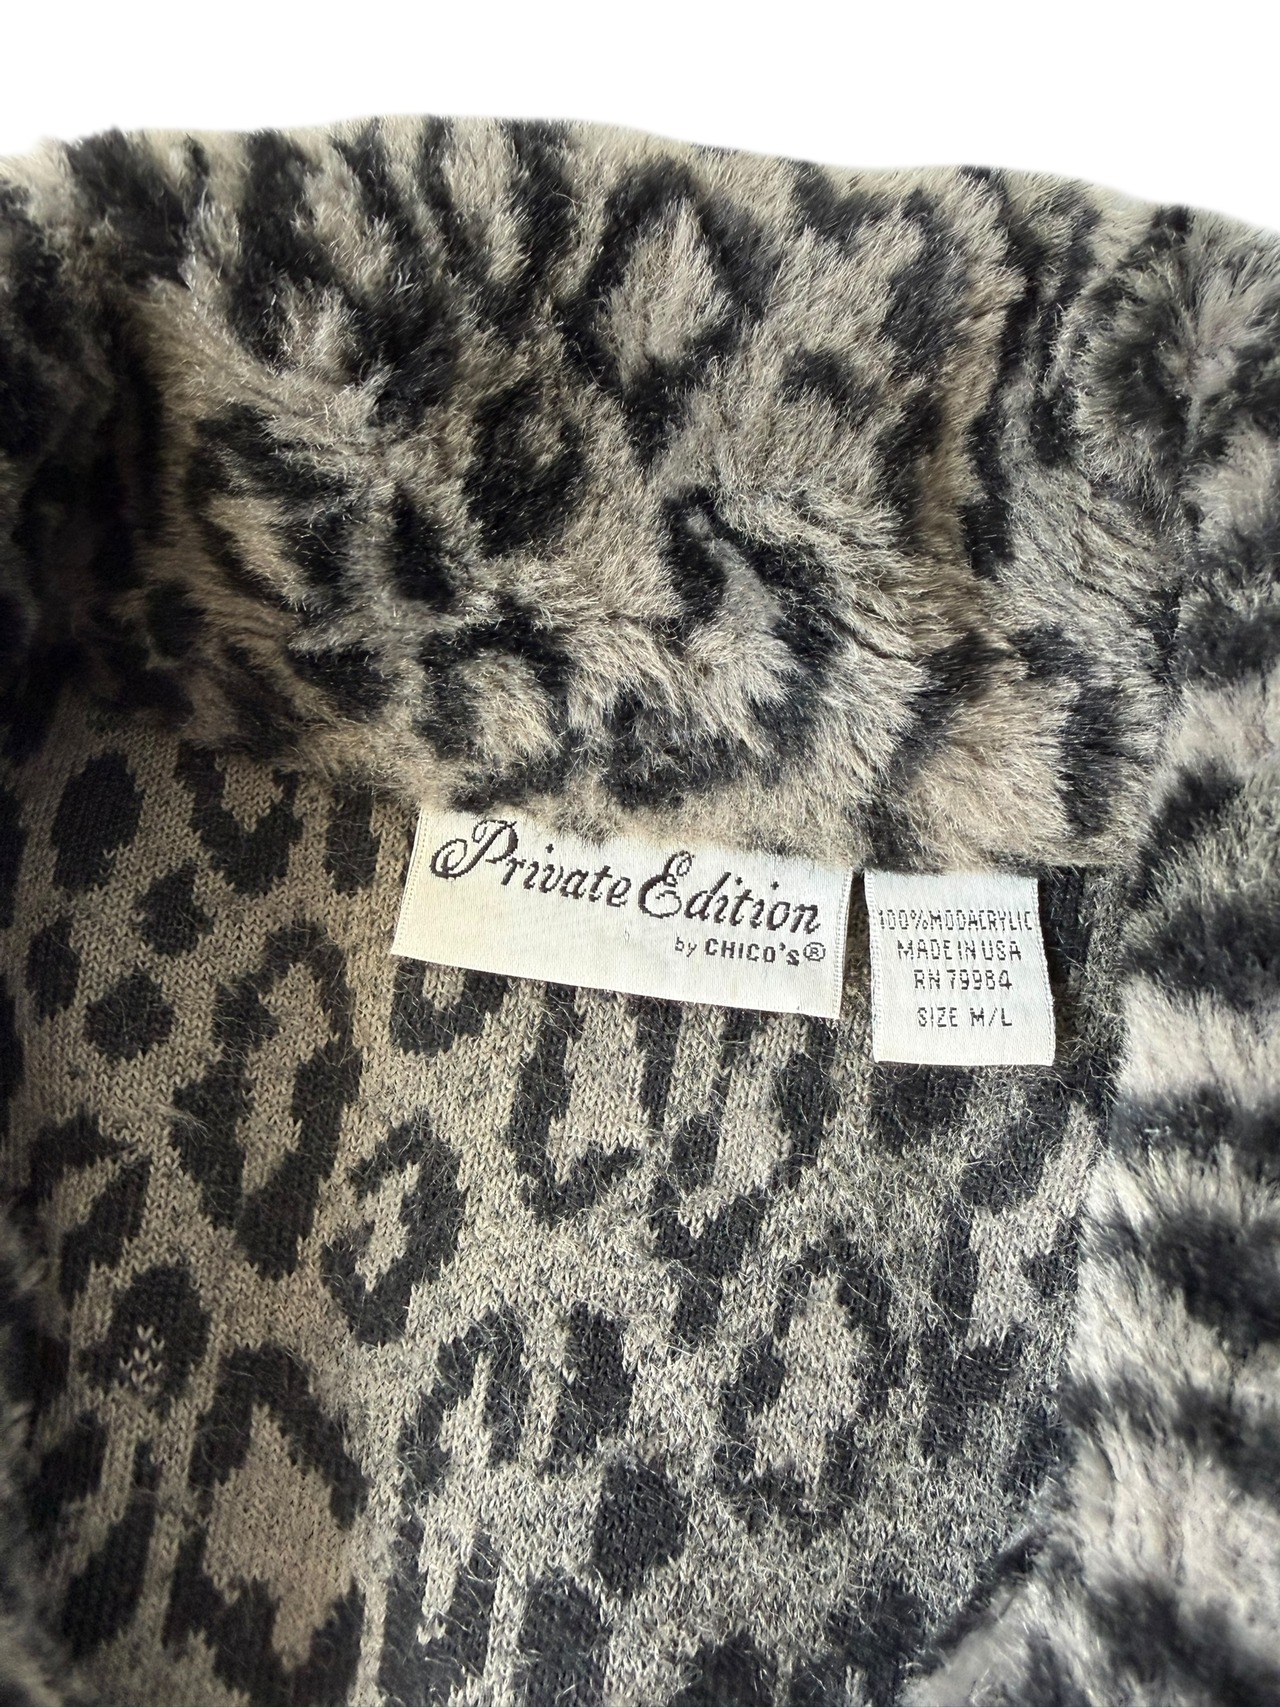 Private Edition
by CHICO's®
100%MODACRYLIC
MADE IN USA
RN 79984
SIZE M/L